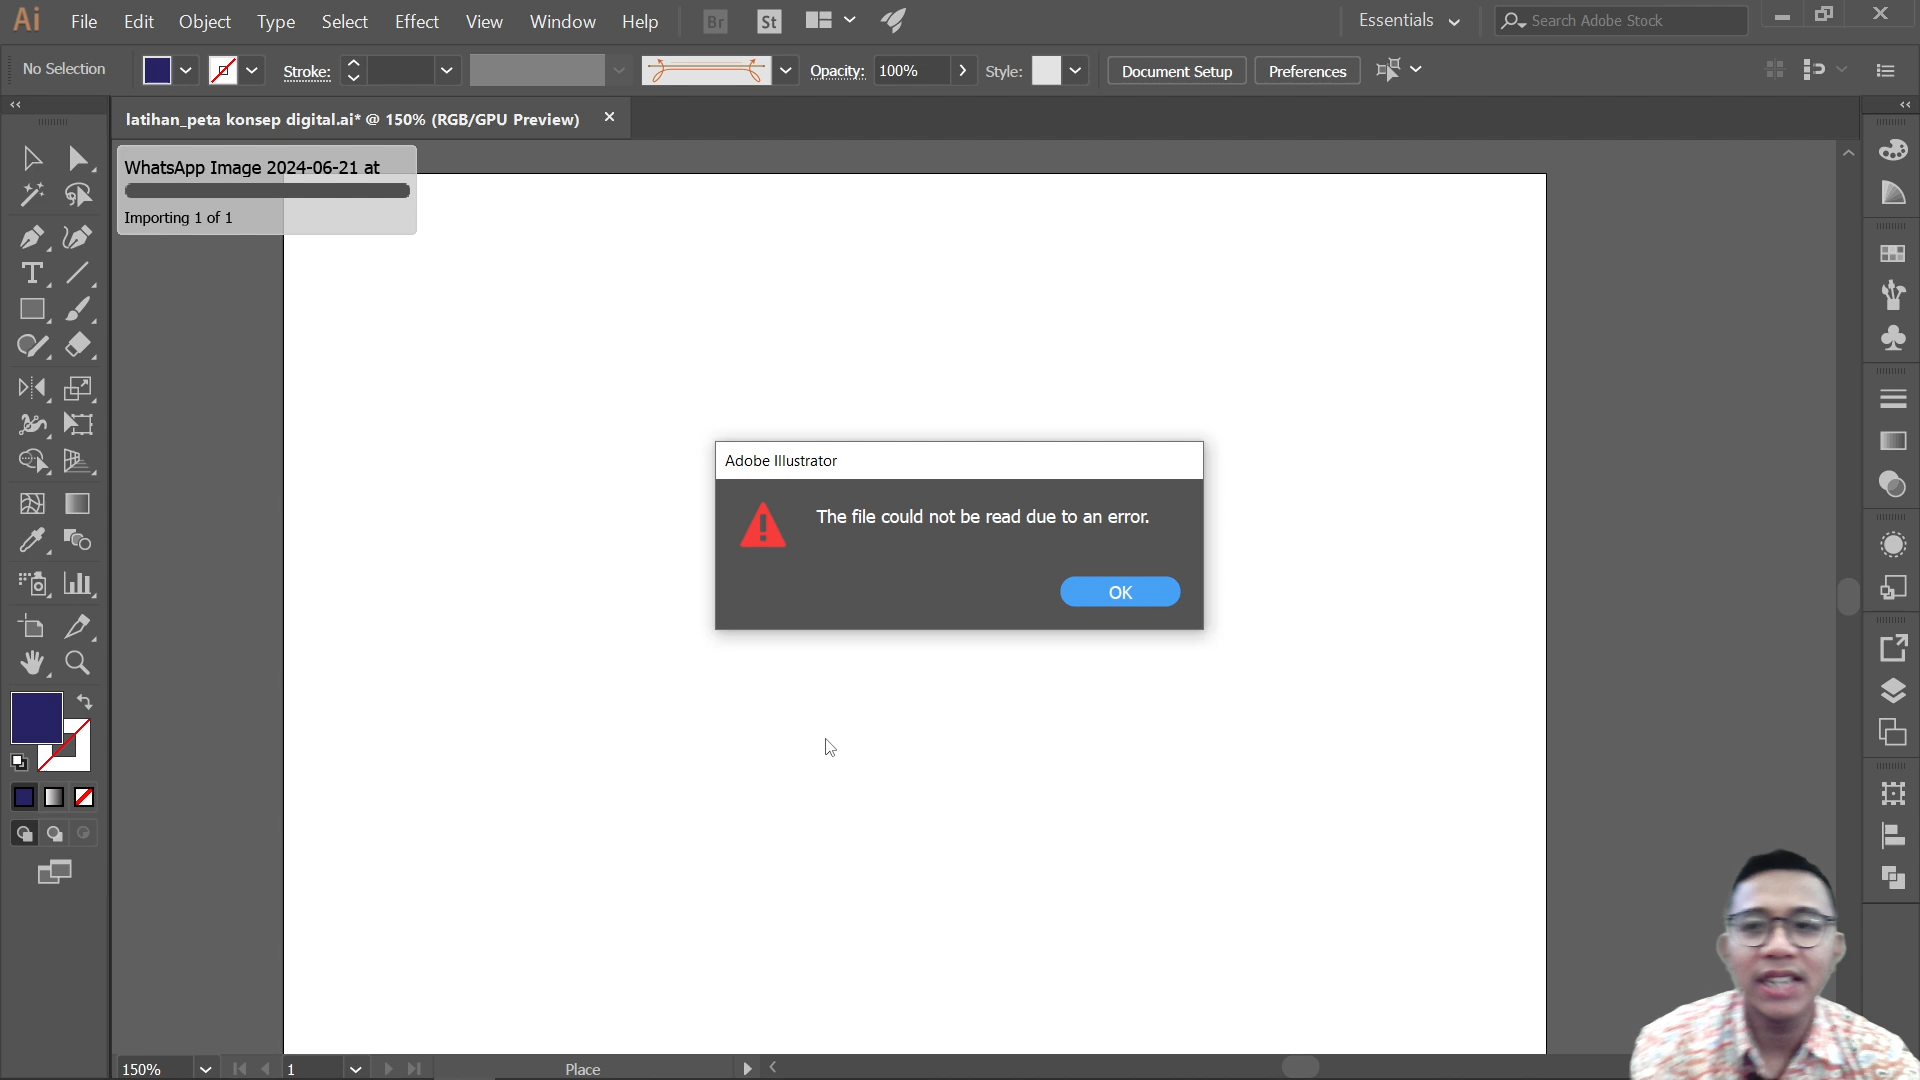 Ai File Edit Object Type Select Effect View Window Help Br St Essentials Search Adobe Stock
No Selection Stroke: Opacity: 100% Style: Document Setup Preferences
latihan_peta konsep digital.ai* @ 150% (RGB/GPU Preview)
WhatsApp Image 2024-06-21 at
Importing 1 of 1
Adobe Illustrator
The file could not be read due to an error.
OK
150% 1 Place